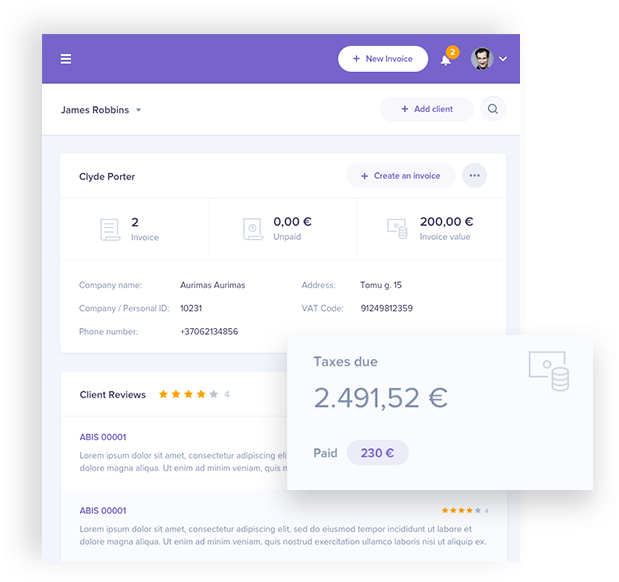 + New Invoice
2
James Robbins
+ Add client
Clyde Porter
+ Create an invoice
2
Invoice
0,00 €
Unpaid
200,00 €
Invoice value
Company name: Aurimas Aurimas
Address: Tomu g. 15
Company / Personal ID: 10231
VAT Code: 91249812359
Phone number: +37062134856
Taxes due
2.491,52 €
Paid 230 €
Client Reviews 4
ABIS 00001
Lorem ipsum dolor sit amet, consectetur adipiscing elit,
dolore magna aliqua. Ut enim ad minim veniam, quis n
ABIS 00001
4
Lorem ipsum dolor sit amet, consectetur adipiscing elit, sed do eiusmod tempor incididunt ut labore et
dolore magna aliqua. Ut enim ad minim veniam, quis nostrud exercitation ullamco laboris nisi ut aliquip ex.